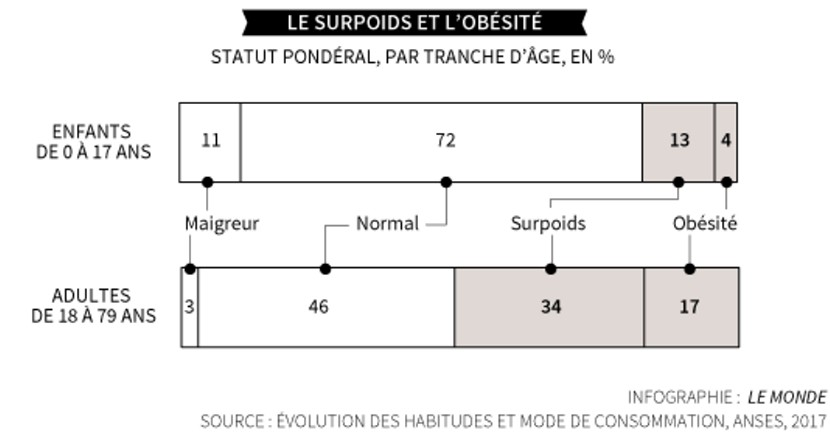 LE SURPOIDS ET L'OBÉSITÉ
STATUT PONDÉRAL, PAR TRANCHE D'ÂGE, EN %
ENFANTS
DE 0 À 17 ANS
11
72
13
4
Maigreur
Normal
Surpoids
Obésité
ADULTES
DE 18 À 79 ANS
3
46
34
17
INFOGRAPHIE : LE MONDE
SOURCE : ÉVOLUTION DES HABITUDES ET MODE DE CONSOMMATION, ANSES, 2017